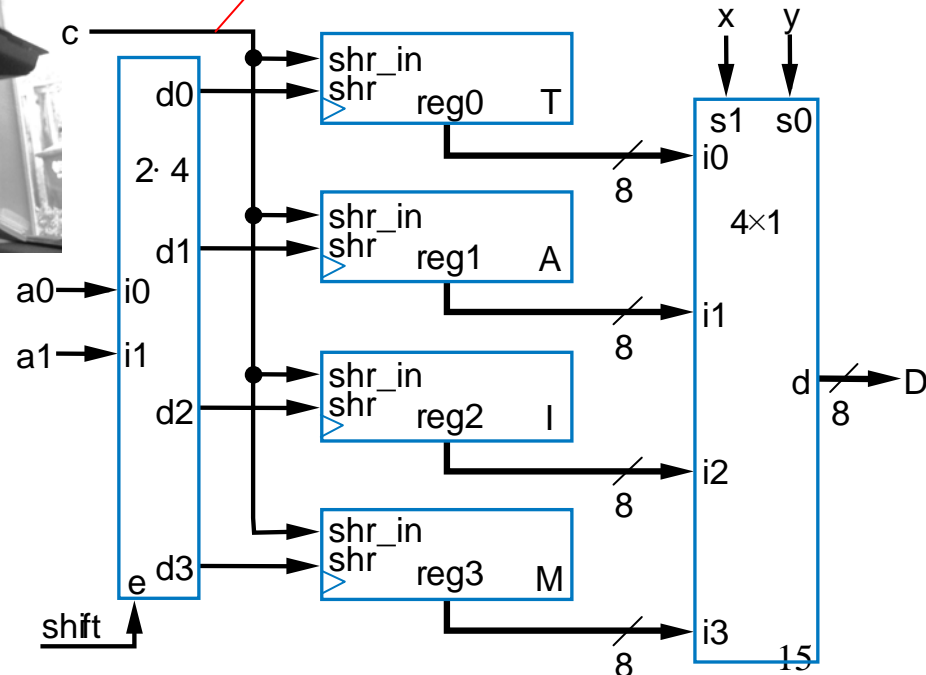 x y
c
shr_in
shr
reg0 T
d0
s1 s0
i0
8
2· 4
4×1
shr_in
shr
reg1 A
d1
a0 i0
i1
8
a1 i1
shr_in
shr
reg2 I
d2
d
8
D
i2
8
shr_in
shr
reg3 M
d3
e
shift
i3
8
15